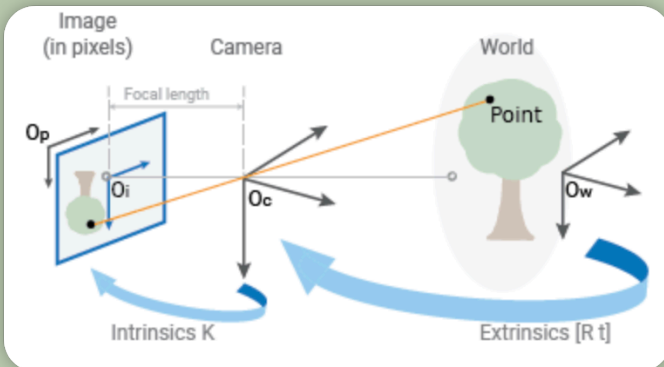 Image
(in pixels)
Camera
World
Focal length
Op
Point
Oi
Oc
Ow
Intrinsics K
Extrinsics [R t]